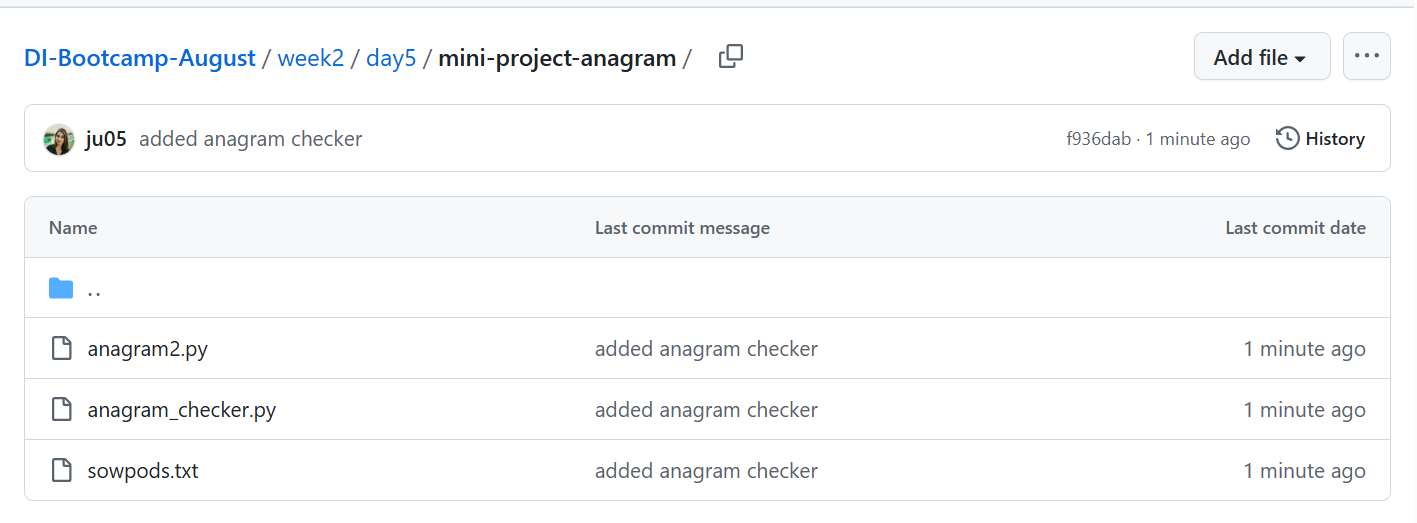 DI-Bootcamp-August / week2 / day5 / mini-project-anagram / Add file ...
ju05 added anagram checker f936dab · 1 minute ago History
Name Last commit message Last commit date
..
anagram2.py added anagram checker 1 minute ago
anagram_checker.py added anagram checker 1 minute ago
sowpods.txt added anagram checker 1 minute ago